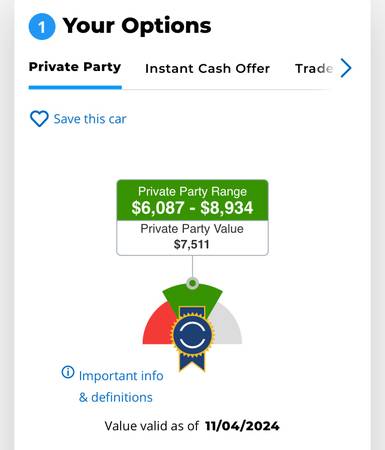 1 Your Options
Private Party Instant Cash Offer Trade
Save this car
Private Party Range
$6,087 - $8,934
Private Party Value
$7,511
Important info
& definitions
Value valid as of 11/04/2024